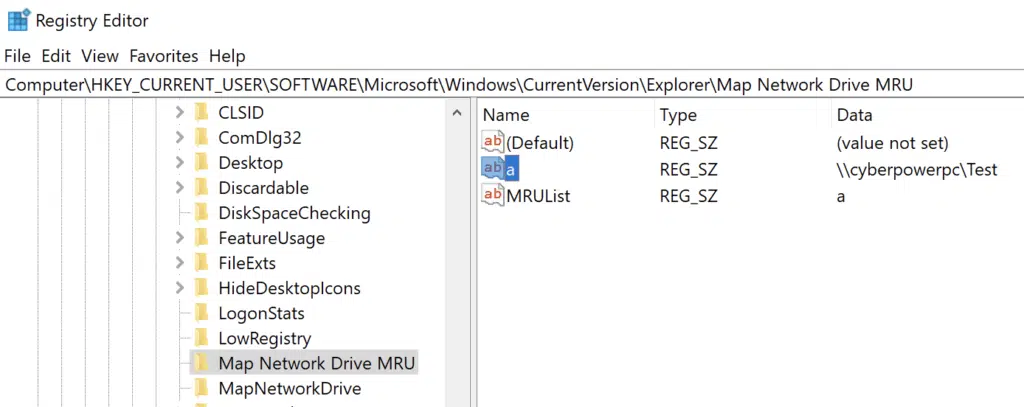 Registry Editor
File Edit View Favorites Help
Computer\HKEY_CURRENT_USER\SOFTWARE\Microsoft\Windows\CurrentVersion\Explorer\Map Network Drive MRU
CLSID
ComDlg32
Desktop
Discardable
DiskSpaceChecking
FeatureUsage
FileExts
HideDesktopIcons
LogonStats
LowRegistry
Map Network Drive MRU
MapNetworkDrive
Name Type Data
ab (Default) REG_SZ (value not set)
ab a REG_SZ \\cyberpowerpc\Test
ab MRUList REG_SZ a